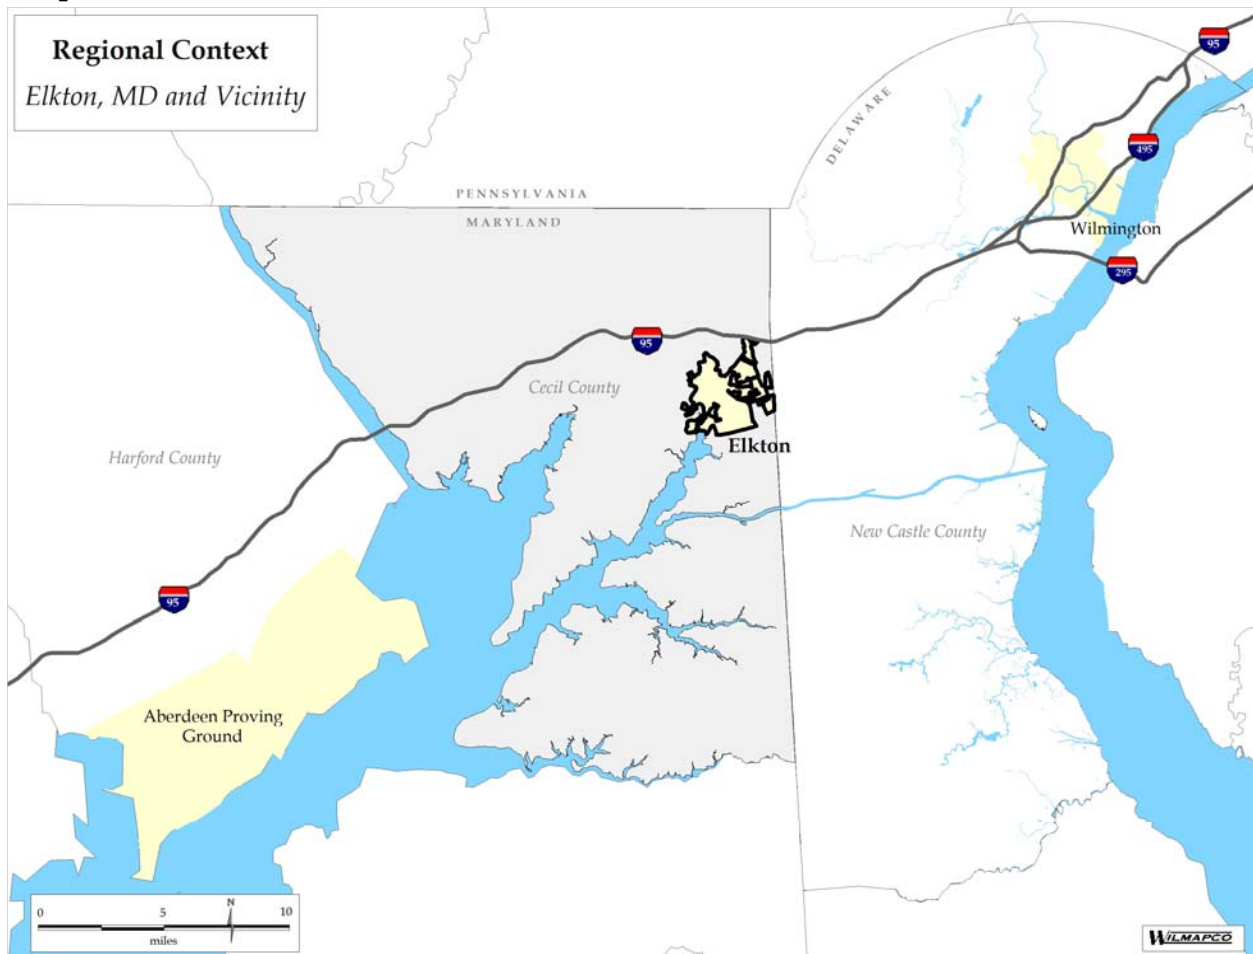 Regional Context
Elkton, MD and Vicinity
95
DELAWARE
495
PENNSYLVANIA
MARYLAND
Wilmington
295
95
Cecil County
Elkton
Harford County
New Castle County
95
Aberdeen Proving
Ground
N
0 5 10
miles
WILMAPCO